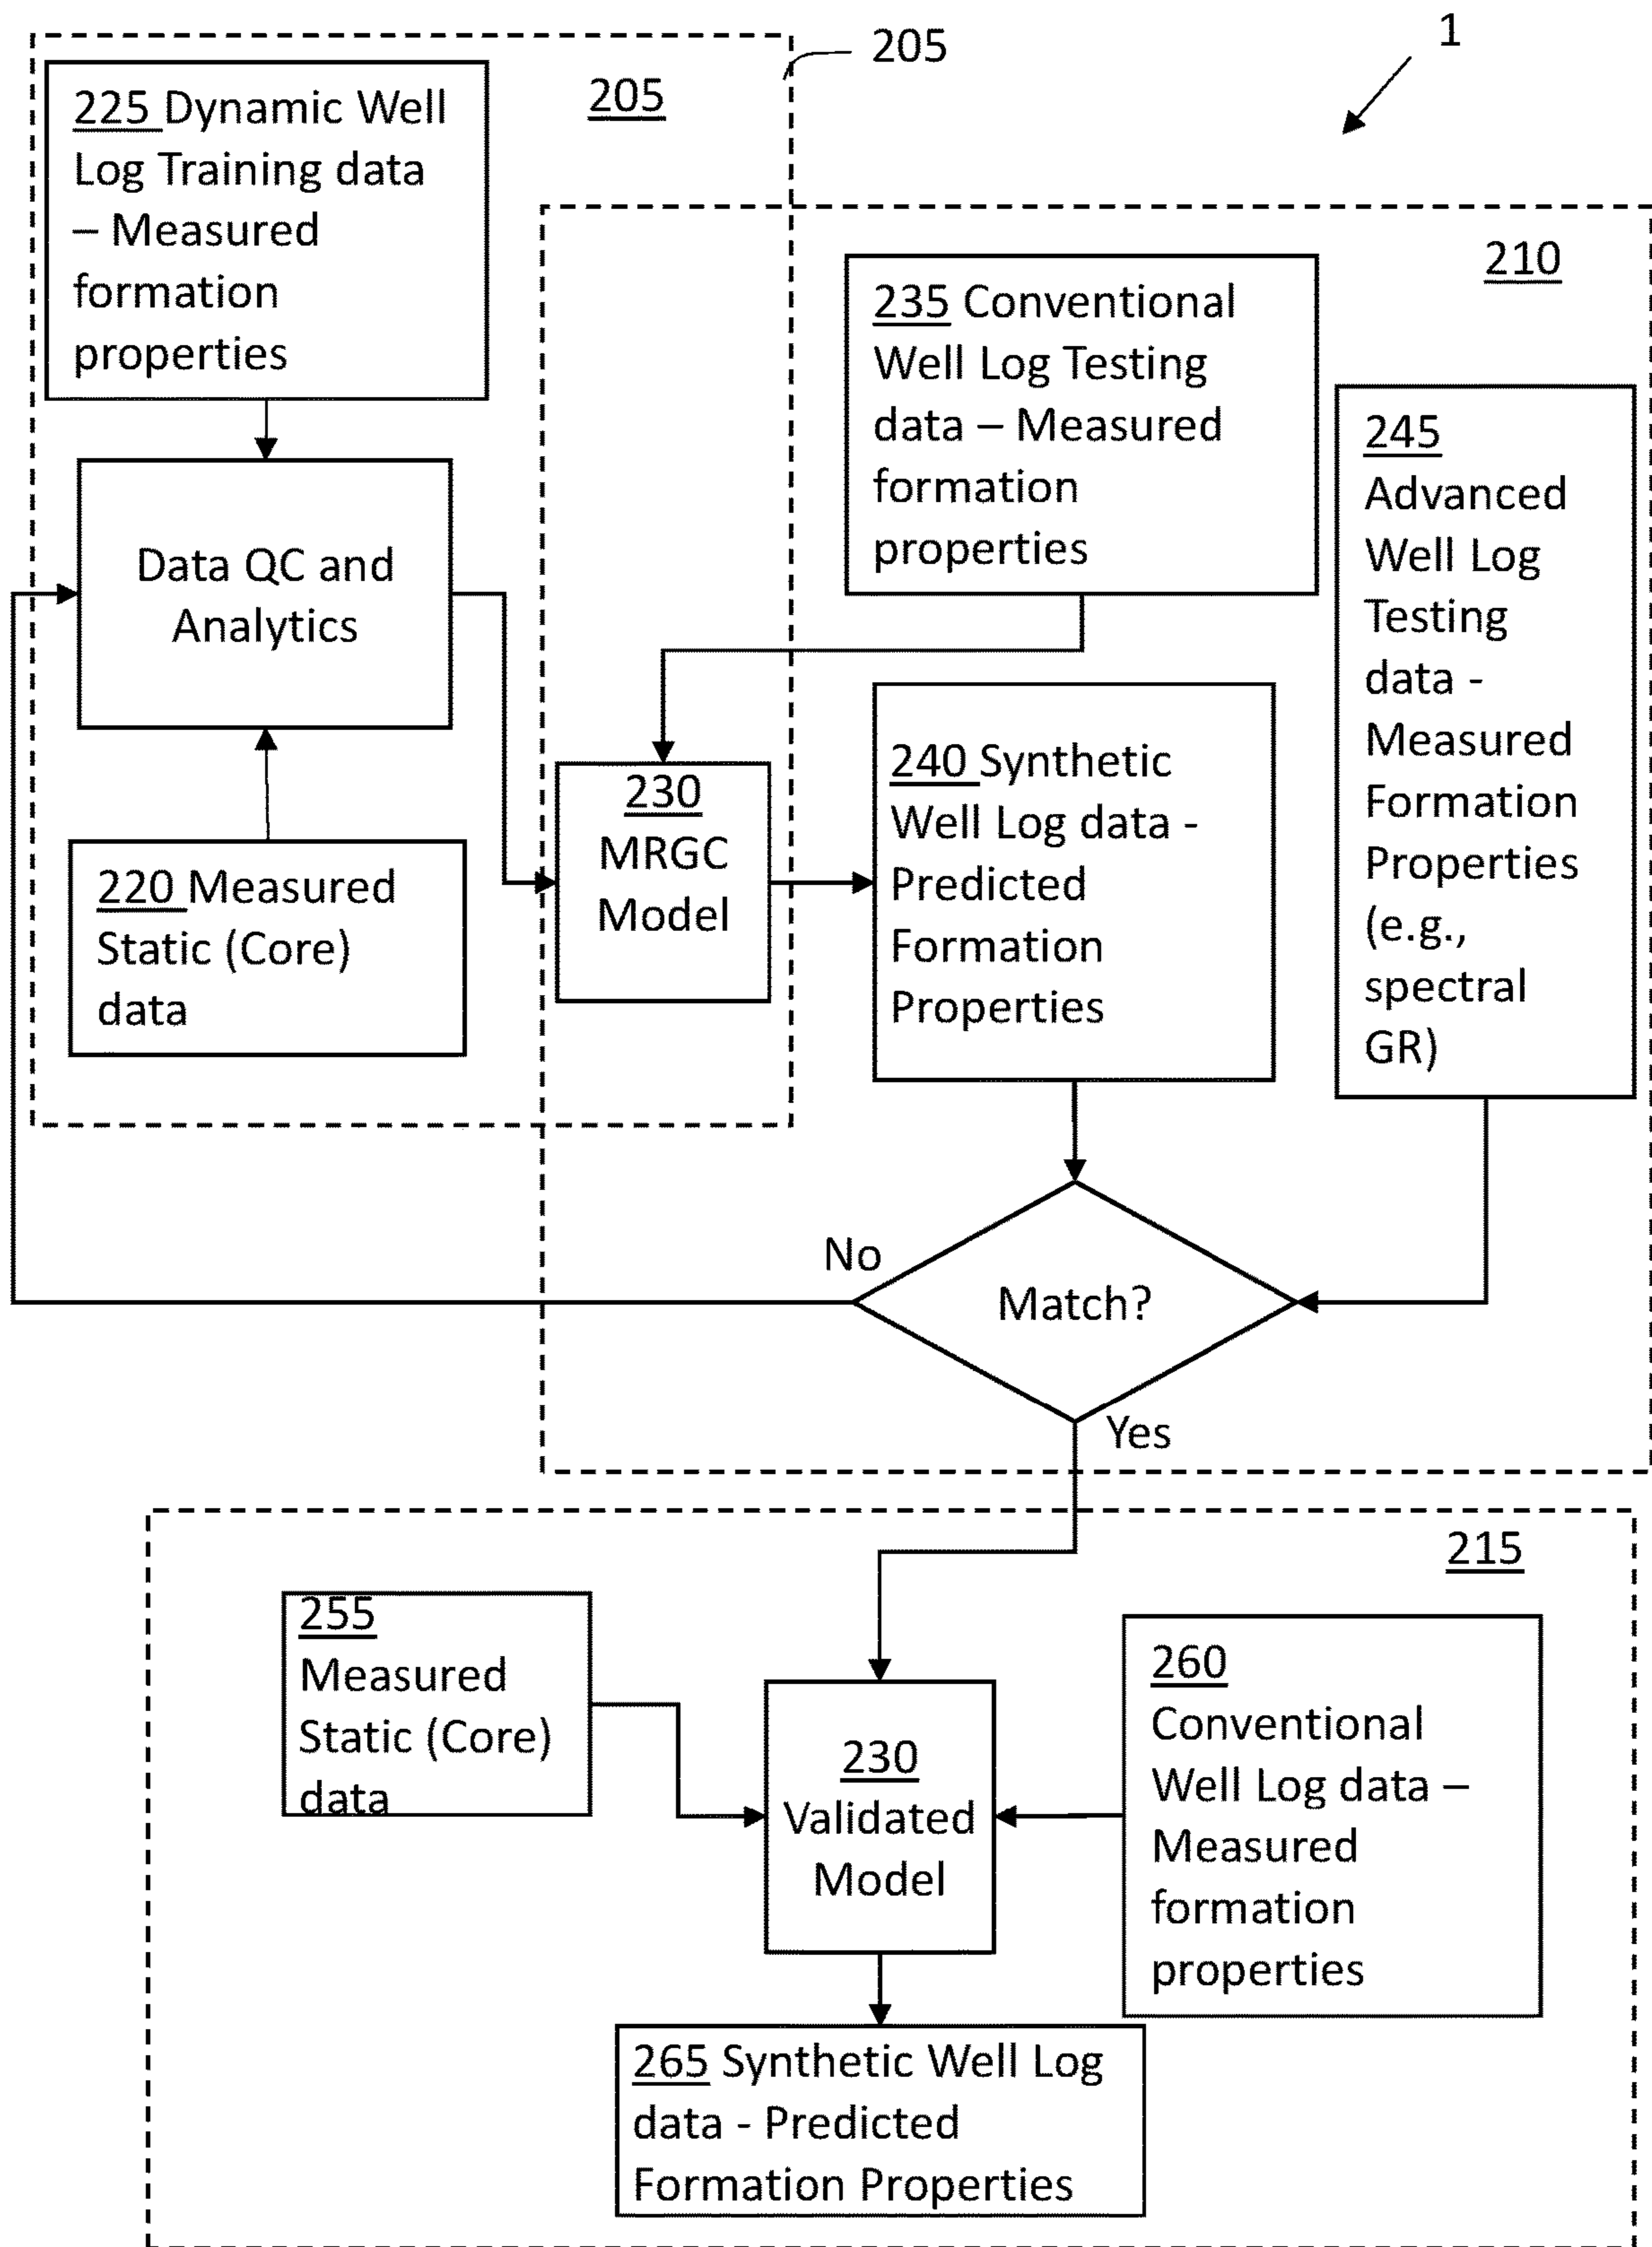 1
205
205
225 Dynamic Well
Log Training data
– Measured
formation
properties
210
235 Conventional
Well Log Testing
data – Measured
formation
properties
245
Advanced
Well Log
Testing
data -
Measured
Formation
Properties
(e.g.,
spectral
GR)
Data QC and
Analytics
220 Measured
Static (Core)
data
230
MRGC
Model
240 Synthetic
Well Log data -
Predicted
Formation
Properties
No
Match?
Yes
215
255
Measured
Static (Core)
data
230
Validated
Model
260
Conventional
Well Log data –
Measured
formation
properties
265 Synthetic Well Log
data - Predicted
Formation Properties